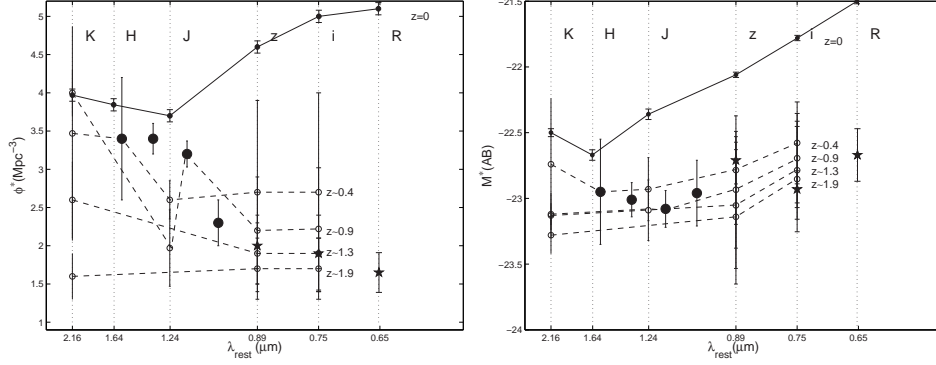 K H J z i R
z=0
5
4.5
4
3.5
3
2.5
2
1.5
1
ϕ*(Mpc⁻³)
z~0.4
z~0.9
z~1.3
z~1.9
2.16 1.64 1.24 0.89 0.75 0.65
λrest(μm)
−21.5
K H J z i R
z=0
−22
−22.5
−23
−23.5
−24
M*(AB)
z~0.4
z~0.9
z~1.3
z~1.9
2.16 1.64 1.24 0.89 0.75 0.65
λrest(μm)